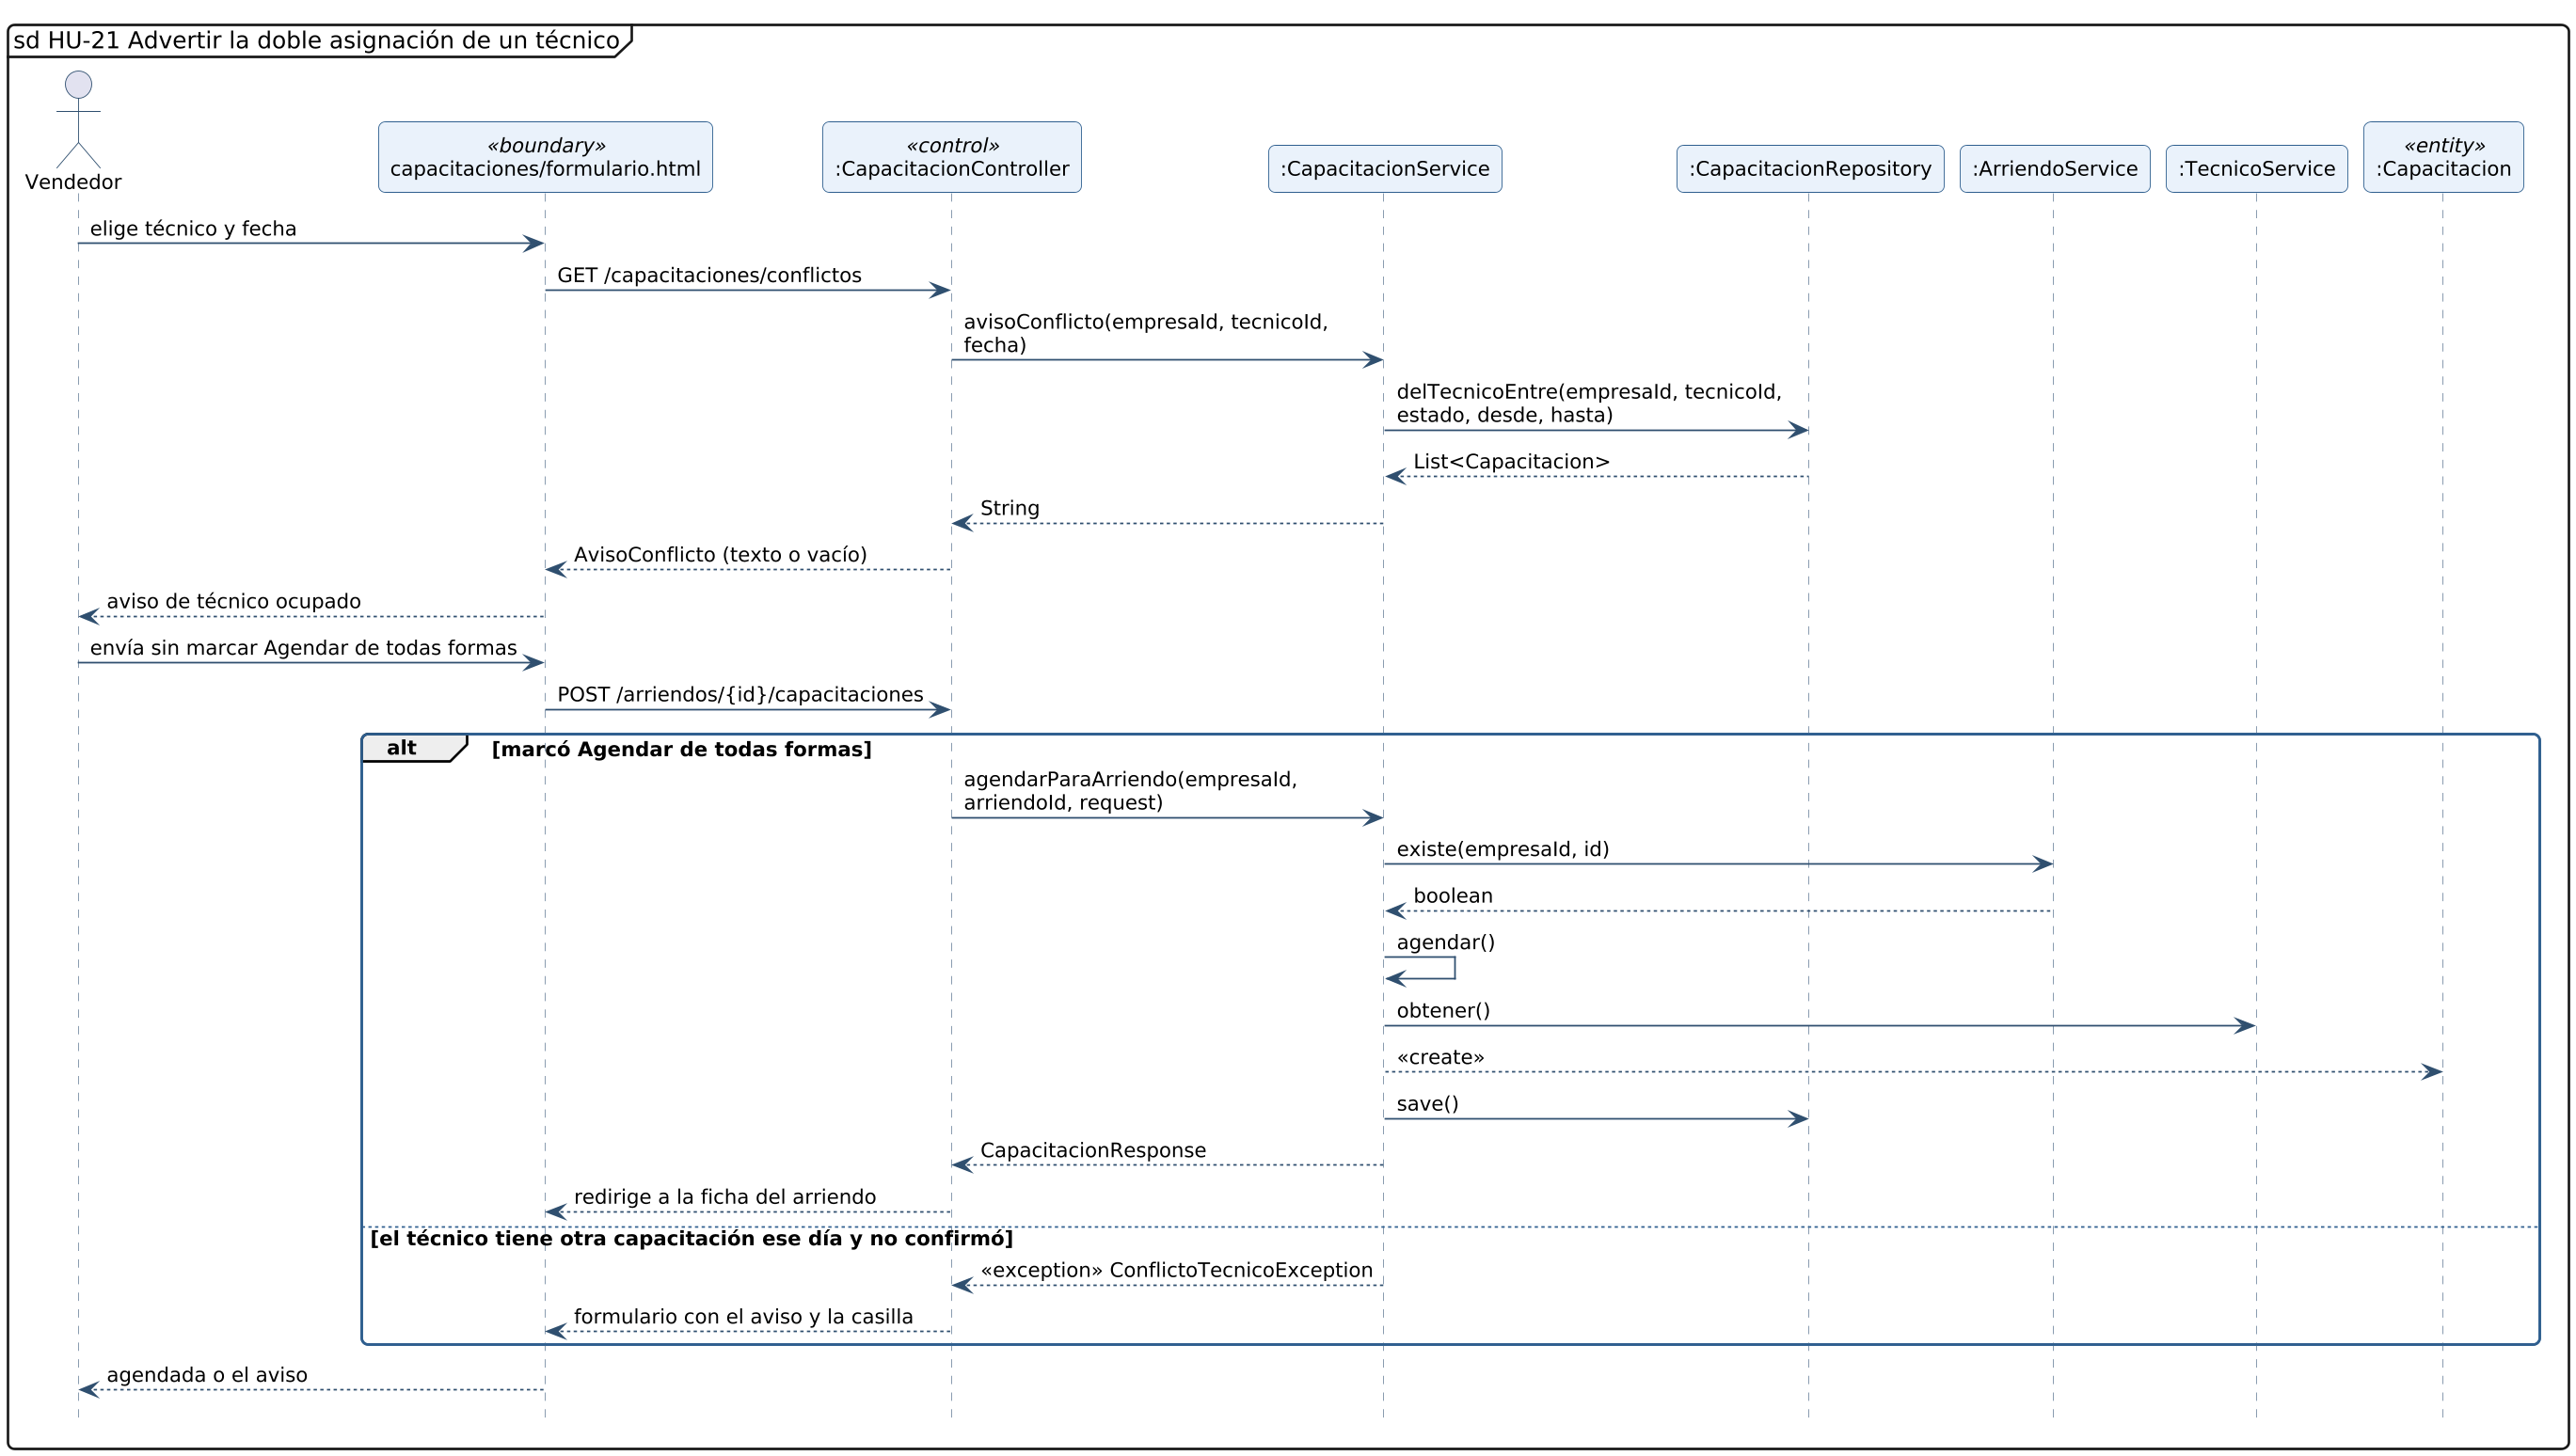 sd HU-21 Advertir la doble asignación de un técnico
Vendedor
«boundary»
capacitaciones/formulario.html
«control»
:CapacitacionController
:CapacitacionService
:CapacitacionRepository
:ArriendoService
:TecnicoService
«entity»
:Capacitacion
elige técnico y fecha
GET /capacitaciones/conflictos
avisoConflicto(empresaId, tecnicoId,
fecha)
delTecnicoEntre(empresaId, tecnicoId,
estado, desde, hasta)
List<Capacitacion>
String
AvisoConflicto (texto o vacío)
aviso de técnico ocupado
envía sin marcar Agendar de todas formas
POST /arriendos/{id}/capacitaciones
alt [marcó Agendar de todas formas]
agendarParaArriendo(empresaId,
arriendoId, request)
existe(empresaId, id)
boolean
agendar()
obtener()
«create»
save()
CapacitacionResponse
redirige a la ficha del arriendo
[el técnico tiene otra capacitación ese día y no confirmó]
«exception» ConflictoTecnicoException
formulario con el aviso y la casilla
agendada o el aviso